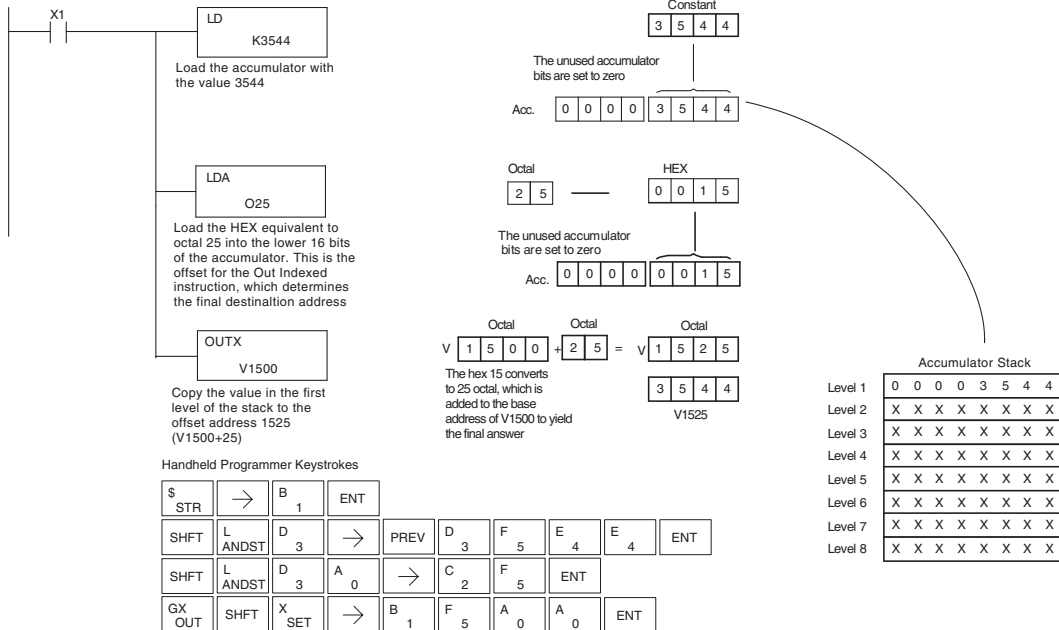 X1
LD
K3544
Load the accumulator with
the value 3544
LDA
O25
Load the HEX equivalent to
octal 25 into the lower 16 bits
of the accumulator. This is the
offset for the Out Indexed
instruction, which determines
the final destinaltion address
OUTX
V1500
Copy the value in the first
level of the stack to the
offset address 1525
(V1500+25)
Constant
3 5 4 4
The unused accumulator
bits are set to zero
Acc. 0 0 0 0 3 5 4 4
Octal HEX
2 5 0 0 1 5
The unused accumulator
bits are set to zero
Acc. 0 0 0 0 0 0 1 5
Octal Octal Octal
V 1 5 0 0 + 2 5 = V 1 5 2 5
The hex 15 converts
to 25 octal, which is
added to the base
address of V1500 to yield
the final answer
3 5 4 4
V1525
Accumulator Stack
Level 1 0 0 0 0 3 5 4 4
Level 2 X X X X X X X X
Level 3 X X X X X X X X
Level 4 X X X X X X X X
Level 5 X X X X X X X X
Level 6 X X X X X X X X
Level 7 X X X X X X X X
Level 8 X X X X X X X X
Handheld Programmer Keystrokes
$ STR → B 1 ENT
SHFT L ANDST D 3 → PREV D 3 F 5 E 4 E 4 ENT
SHFT L ANDST D 3 A 0 → C 2 F 5 ENT
GX OUT SHFT X SET → B 1 F 5 A 0 A 0 ENT